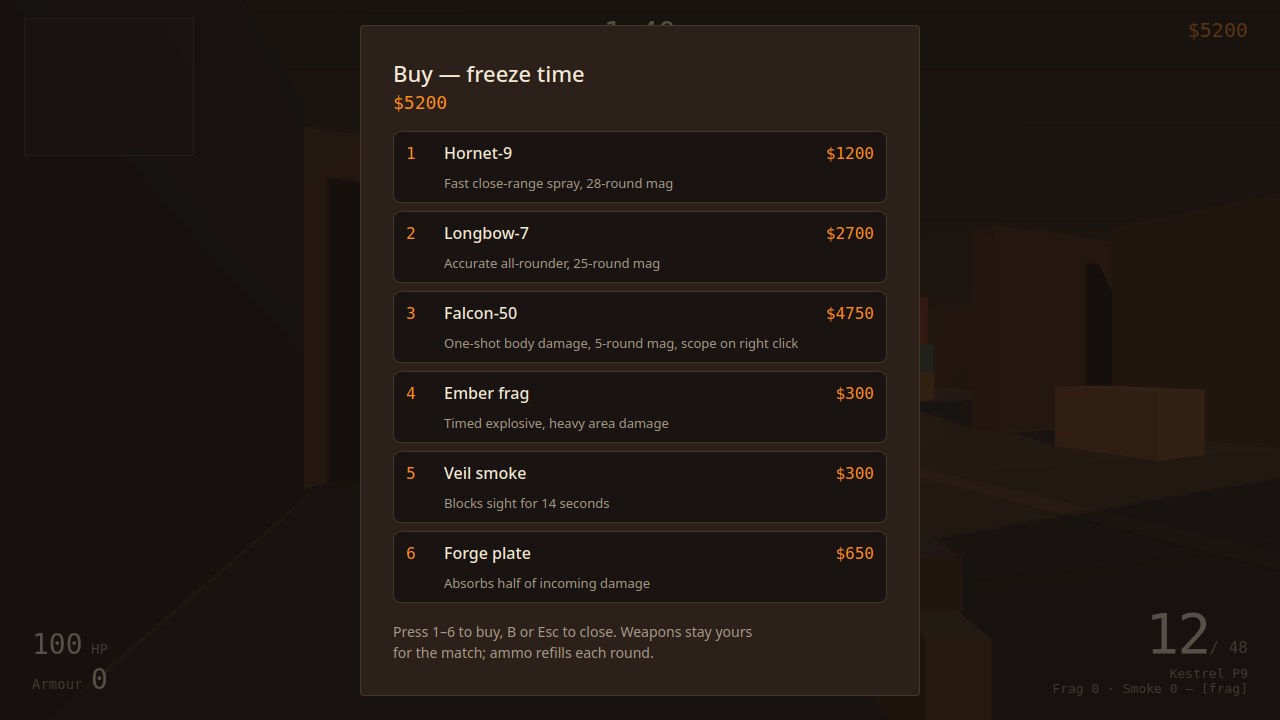 $5200
Buy — freeze time
$5200
1 Hornet-9 $1200
Fast close-range spray, 28-round mag
2 Longbow-7 $2700
Accurate all-rounder, 25-round mag
3 Falcon-50 $4750
One-shot body damage, 5-round mag, scope on right click
4 Ember frag $300
Timed explosive, heavy area damage
5 Veil smoke $300
Blocks sight for 14 seconds
6 Forge plate $650
Absorbs half of incoming damage
Press 1–6 to buy, B or Esc to close. Weapons stay yours
for the match; ammo refills each round.
100 HP
Armour 0
12 / 48
Kestrel P9
Frag 0 · Smoke 0 — [frag]